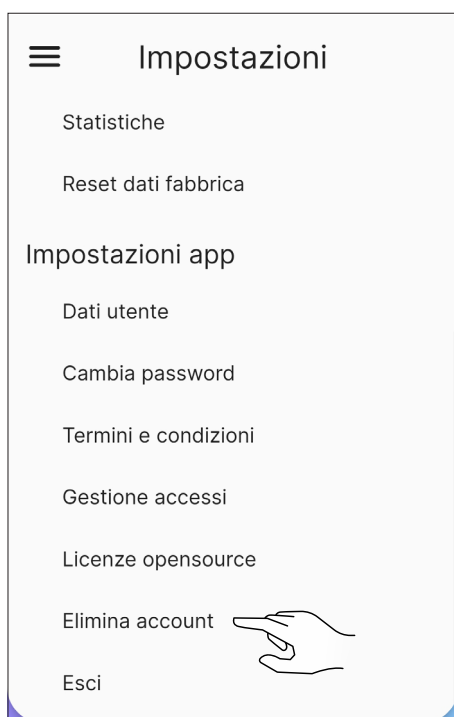 Impostazioni
Statistiche
Reset dati fabbrica
Impostazioni app
Dati utente
Cambia password
Termini e condizioni
Gestione accessi
Licenze opensource
Elimina account
Esci